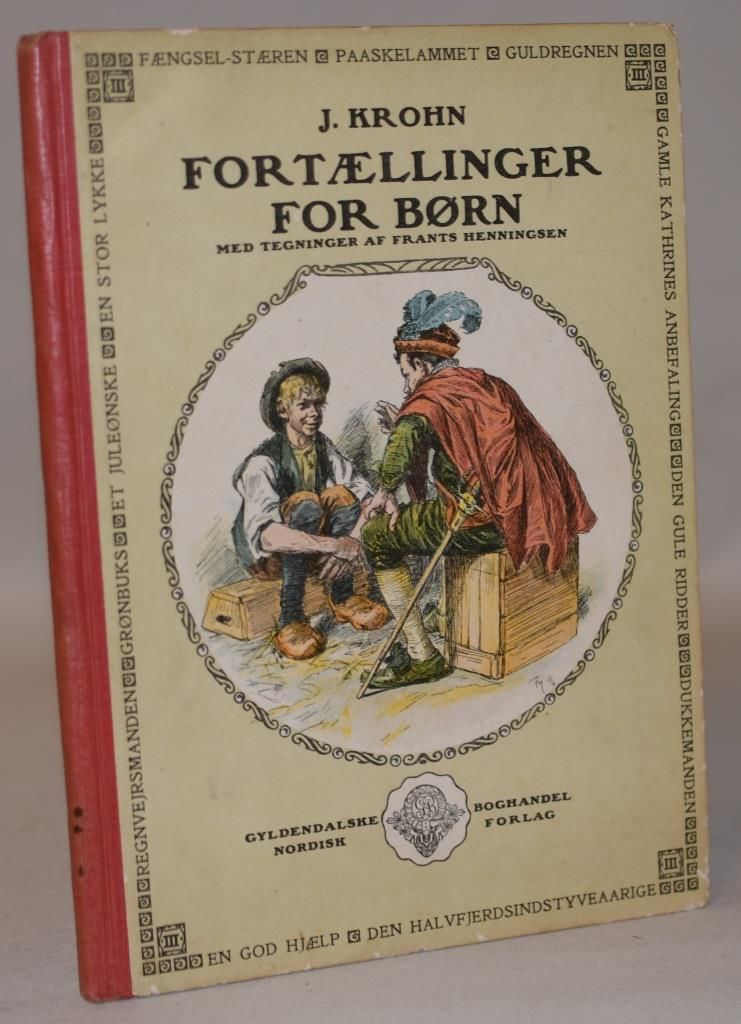 FÆNGSEL-STÆREN PAASKELAMMET GULDREGNEN
III
III
J. KROHN
FORTÆLLINGER
FOR BØRN
MED TEGNINGER AF FRANTS HENNINGSEN
GAMLE KATHRINES ANBEFALING DEN GULE RIDDER DUKKEMANDEN
REGNVEJRSMANDEN GRØNBUKS ET JULEØNSKE EN STOR LYKKE
GYLDENDALSKE BOGHANDEL
NORDISK FORLAG
III
III
EN GOD HJÆLP DEN HALVFJERDSINDSTYVEAARIGE